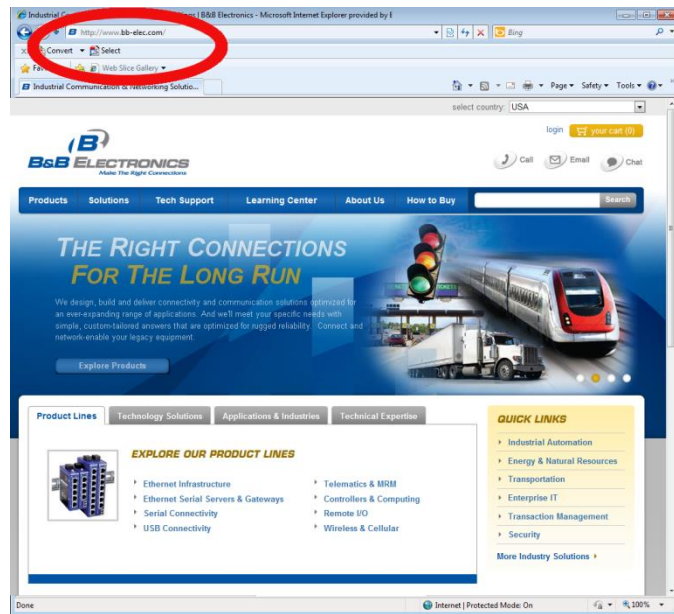 Industrial Co | B&B Electronics - Microsoft Internet Explorer provided by
http://www.bb-elec.com/
Bing
x Convert Select
Web Slice Gallery
Industrial Communication & Networking Solutio...
Page Safety Tools
select country: USA
login your cart (0)
B&B ELECTRONICS
Make The Right Connections
Call Email Chat
Products Solutions Tech Support Learning Center About Us How to Buy Search
THE RIGHT CONNECTIONS
FOR THE LONG RUN
We design, build and deliver connectivity and communication solutions optimized for
an ever-expanding range of applications. And we'll meet your specific needs with
simple, custom-tailored answers that are optimized for rugged reliability. Connect and
network-enable your legacy equipment.
Explore Products
Product Lines Technology Solutions Applications & Industries Technical Expertise
EXPLORE OUR PRODUCT LINES
Ethernet Infrastructure
Ethernet Serial Servers & Gateways
Serial Connectivity
USB Connectivity
Telematics & MRM
Controllers & Computing
Remote I/O
Wireless & Cellular
QUICK LINKS
Industrial Automation
Energy & Natural Resources
Transportation
Enterprise IT
Transaction Management
Security
More Industry Solutions
Done Internet | Protected Mode: On 100%